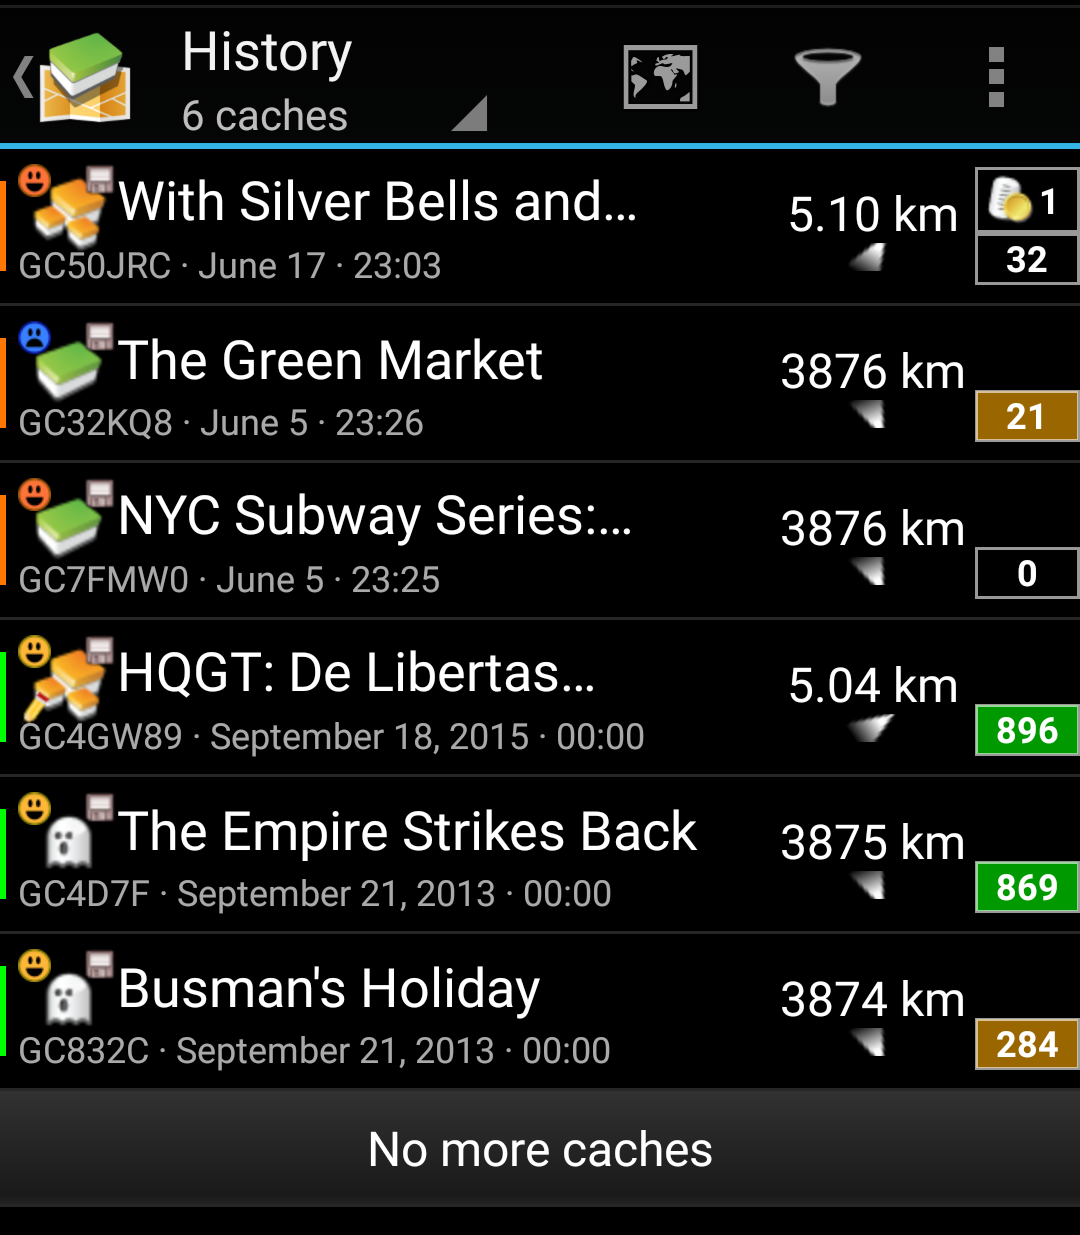 History
6 caches
With Silver Bells and...
5.10 km
1
GC50JRC · June 17 · 23:03
32
The Green Market
3876 km
GC32KQ8 · June 5 · 23:26
21
NYC Subway Series:...
3876 km
GC7FMW0 · June 5 · 23:25
0
HQGT: De Libertas...
5.04 km
GC4GW89 · September 18, 2015 · 00:00
896
The Empire Strikes Back
3875 km
GC4D7F · September 21, 2013 · 00:00
869
Busman's Holiday
3874 km
GC832C · September 21, 2013 · 00:00
284
No more caches